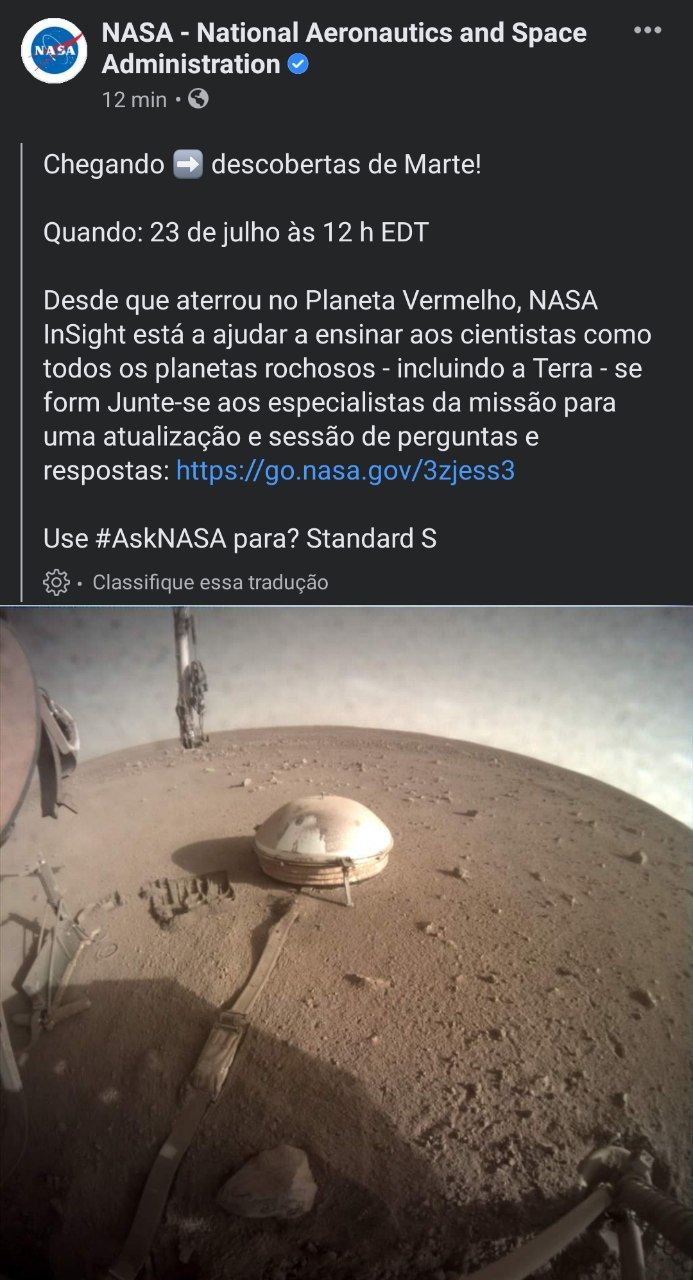 NASA
NASA - National Aeronautics and Space
Administration
12 min •
Chegando ➡️ descobertas de Marte!
Quando: 23 de julho às 12 h EDT
Desde que aterrou no Planeta Vermelho, NASA
InSight está a ajudar a ensinar aos cientistas como
todos os planetas rochosos - incluindo a Terra - se
form Junte-se aos especialistas da missão para
uma atualização e sessão de perguntas e
respostas: https://go.nasa.gov/3zjess3
Use #AskNASA para? Standard S
• Classifique essa tradução